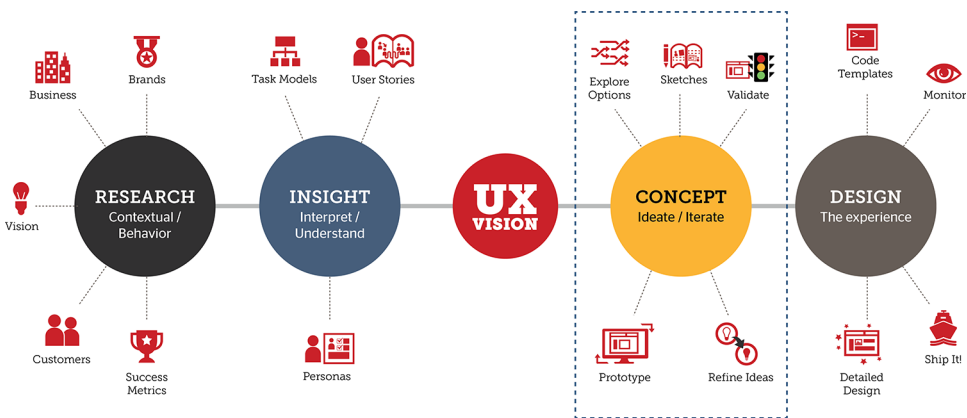 Business
Brands
Vision
RESEARCH
Contextual /
Behavior
Customers
Success
Metrics
Task Models
User Stories
INSIGHT
Interpret /
Understand
Personas
UX
VISION
Explore
Options
Sketches
Validate
CONCEPT
Ideate / Iterate
Prototype
Refine Ideas
Code
Templates
Monitor
DESIGN
The experience
Detailed
Design
Ship It!